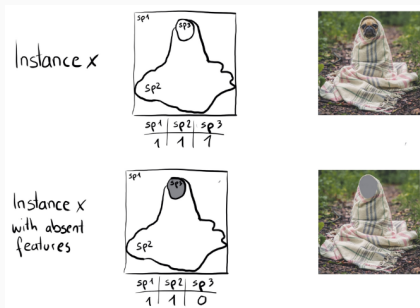 sp1
sp3
Instance x
sp2
sp1 sp2 sp3
1 1 1
sp1
sp3
Instance x
with absent
features
sp2
sp1 sp2 sp3
1 1 0